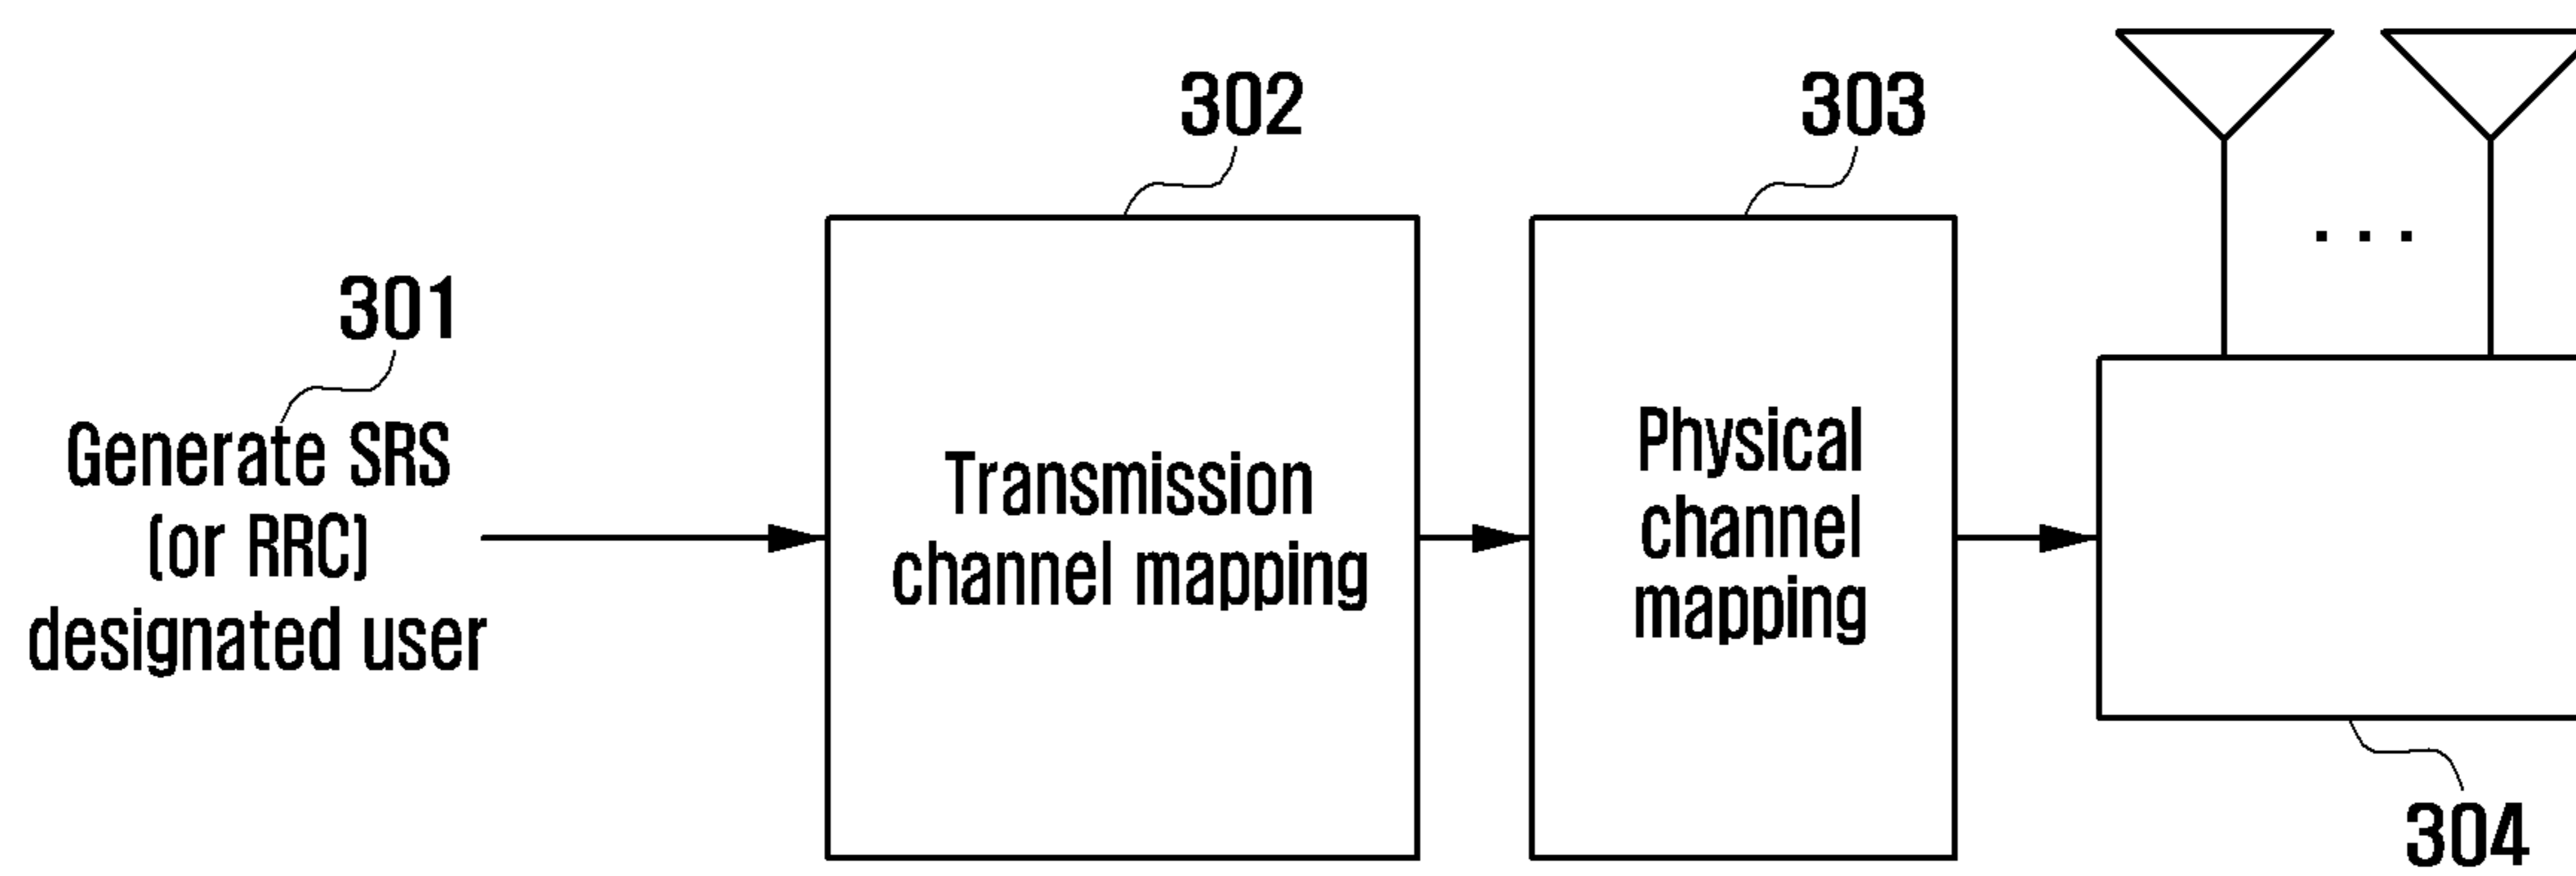 302
303
301
Generate SRS
(or RRC)
designated user
Transmission
channel mapping
Physical
channel
mapping
. . .
304